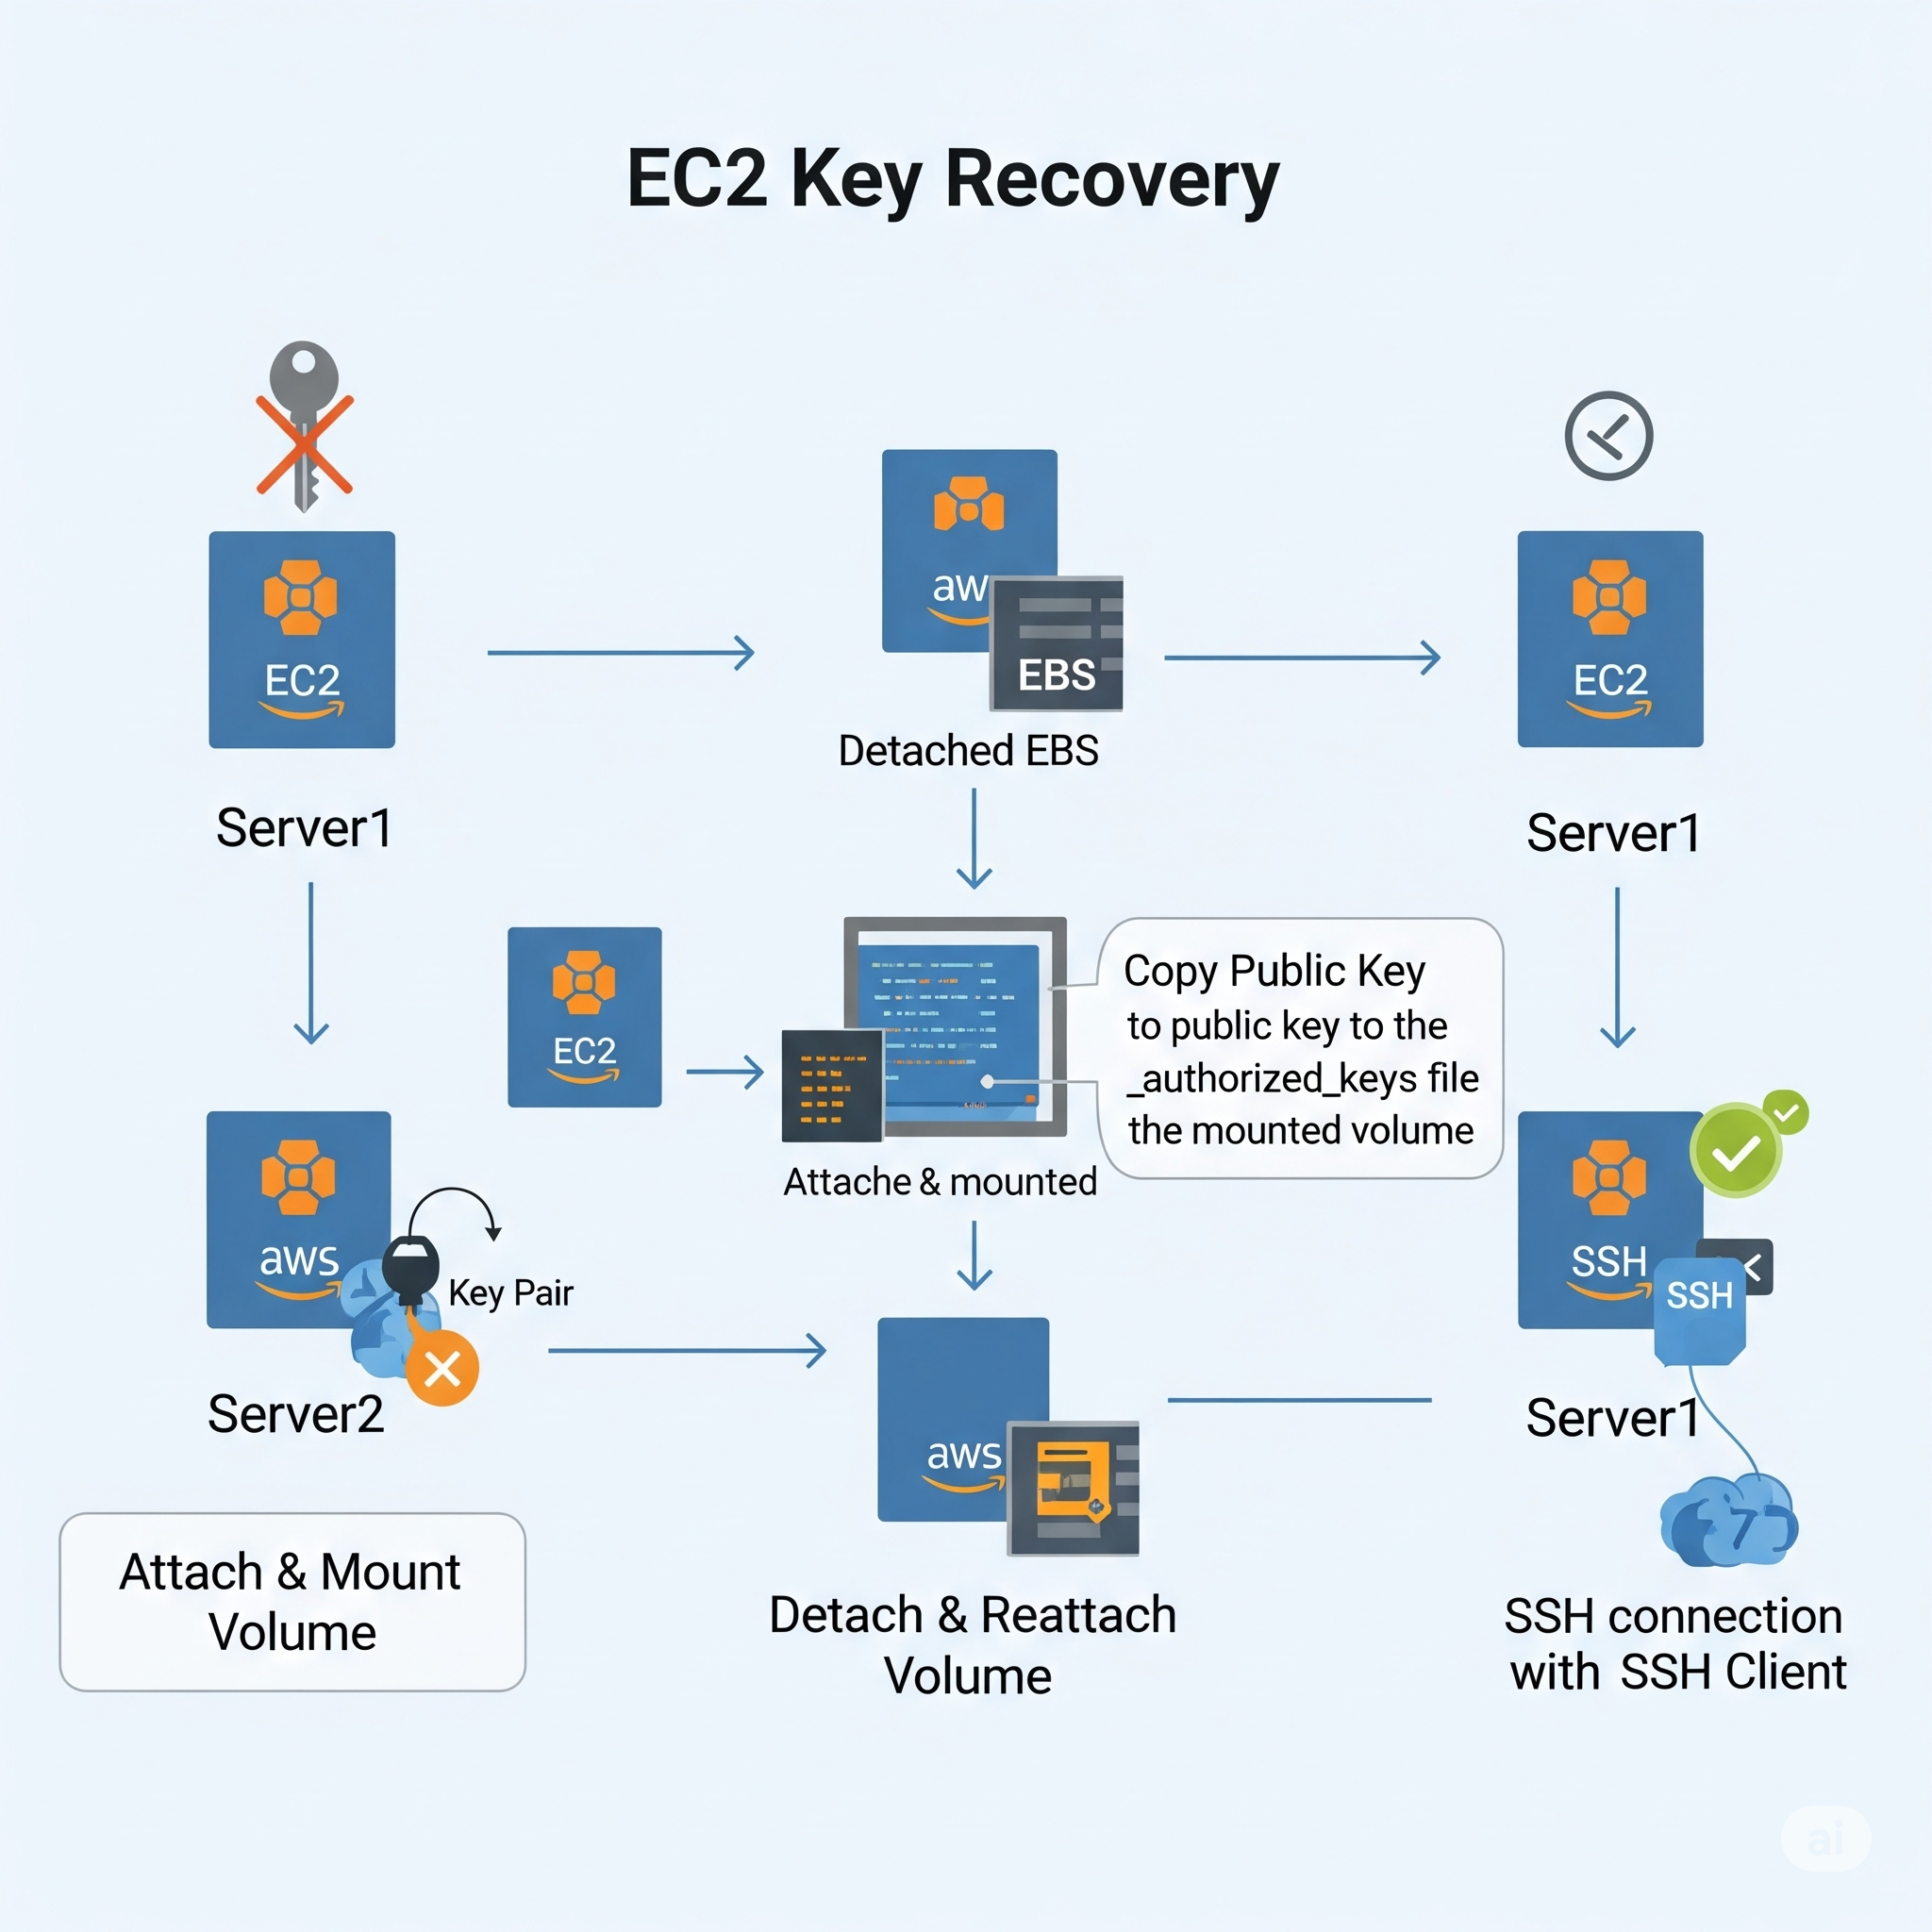 EC2 Key Recovery
EC2
Server1
aw
EBS
Detached EBS
EC2
Server1
EC2
Attache & mounted
Copy Public Key
to public key to the
_authorized_keys file
the mounted volume
aws
Key Pair
Server2
Attach & Mount
Volume
aws
Detach & Reattach
Volume
SSH
SSH
Server1
SSH connection
with SSH Client
ai